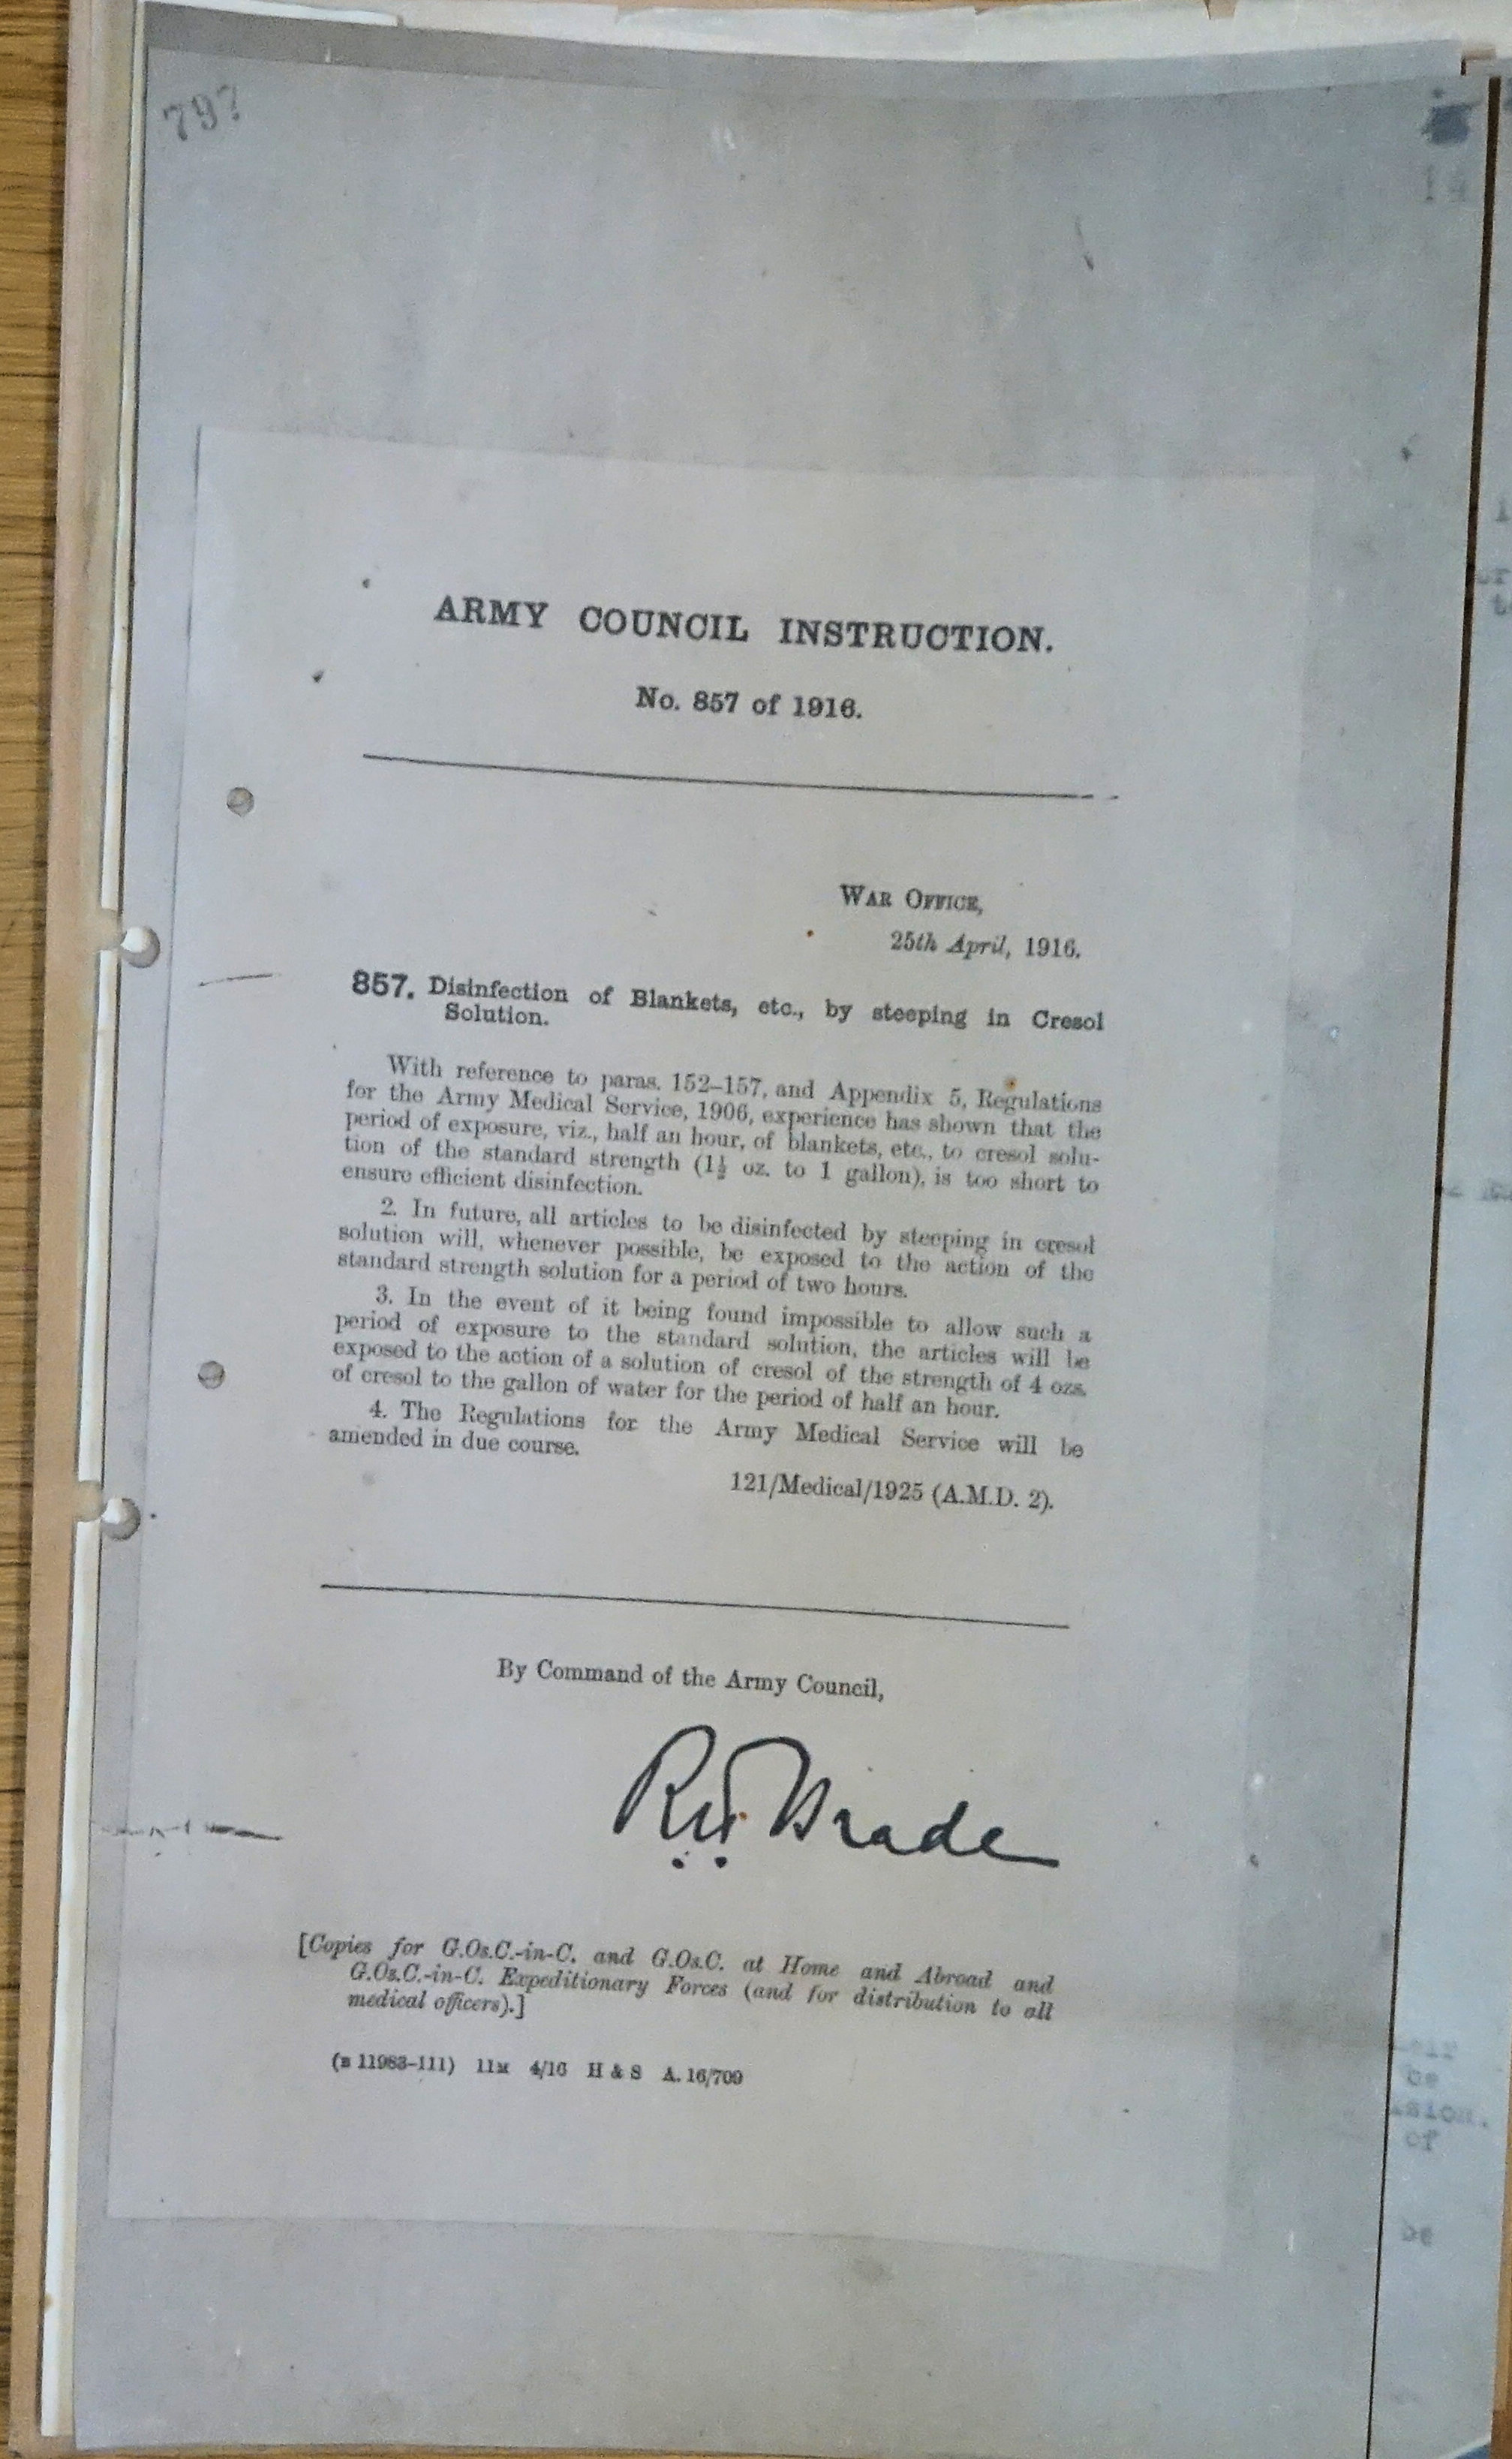 797
ARMY COUNCIL INSTRUCTION.
No. 857 of 1916.
WAR OFFICE,
25th April, 1916.
857. Disinfection of Blankets, etc., by steeping in Cresol
Solution.
With reference to paras. 152–157, and Appendix 5, Regulations
for the Army Medical Service, 1906, experience has shown that the
period of exposure, viz., half an hour, of blankets, etc., to cresol solu-
tion of the standard strength (1½ oz. to 1 gallon), is too short to
ensure efficient disinfection.
2. In future, all articles to be disinfected by steeping in cresol
solution will, whenever possible, be exposed to the action of the
standard strength solution for a period of two hours.
3. In the event of it being found impossible to allow such a
period of exposure to the standard solution, the articles will be
exposed to the action of a solution of cresol of the strength of 4 ozs.
of cresol to the gallon of water for the period of half an hour.
4. The Regulations for the Army Medical Service will be
amended in due course.
121/Medical/1925 (A.M.D. 2).
By Command of the Army Council,
[Copies for G.Os.C.-in-C. and G.Os.C. at Home and Abroad and
G.Os.C.-in-C. Expeditionary Forces (and for distribution to all
medical officers).]
(B 11983–111) 11M 4/16 H & S A. 16/709
be
of
be